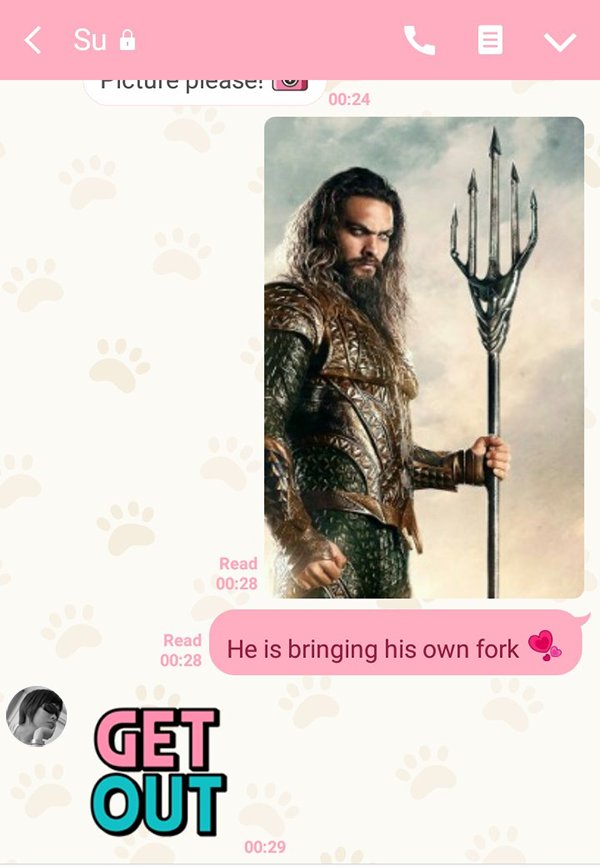 Su
Picture please!
00:24
Read
00:28
Read
00:28
He is bringing his own fork
GET
OUT
00:29